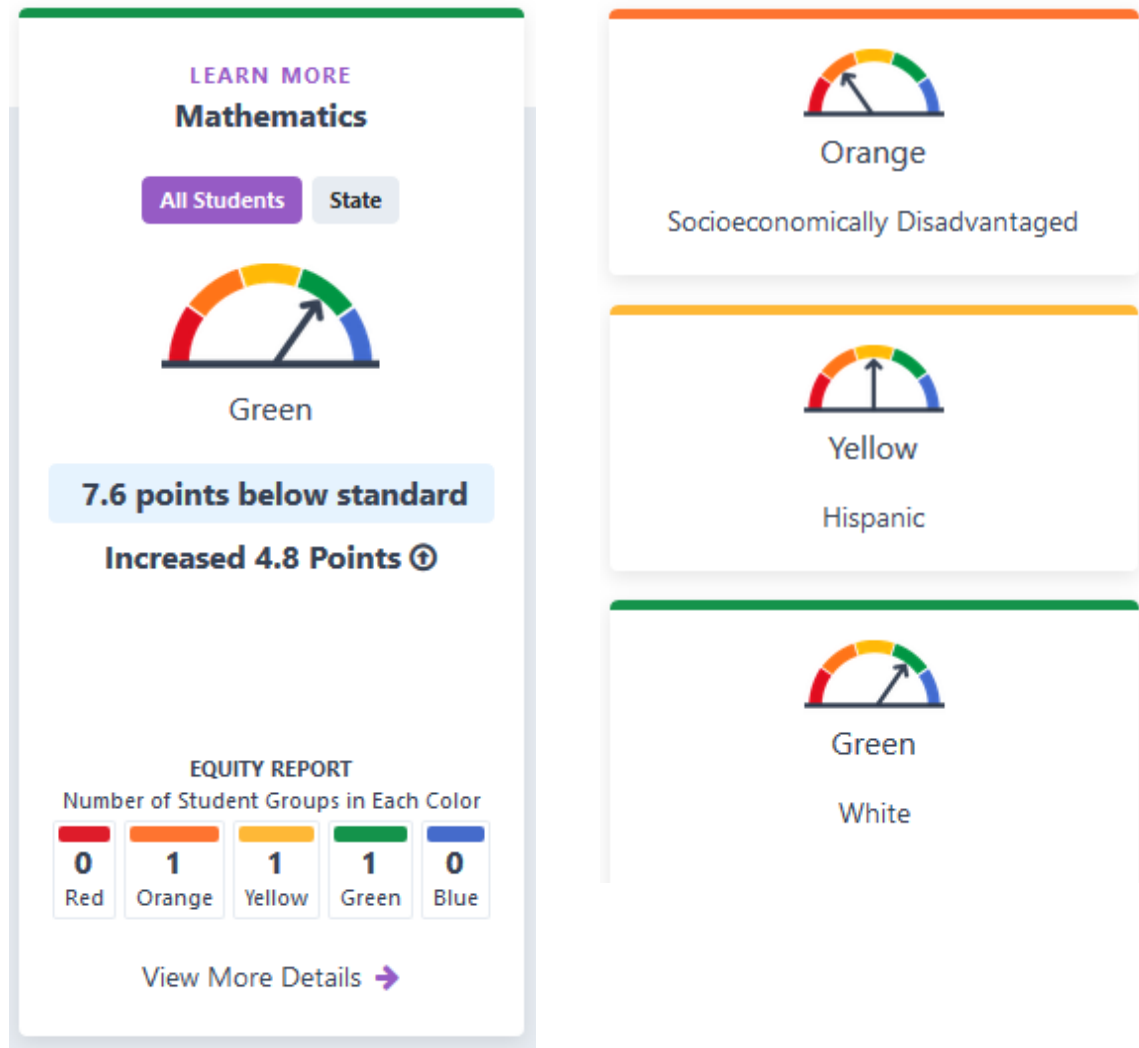 LEARN MORE
Mathematics
All Students State
Green
7.6 points below standard
Increased 4.8 Points
EQUITY REPORT
Number of Student Groups in Each Color
0 1 1 1 0
Red Orange Yellow Green Blue
View More Details
Orange
Socioeconomically Disadvantaged
Yellow
Hispanic
Green
White